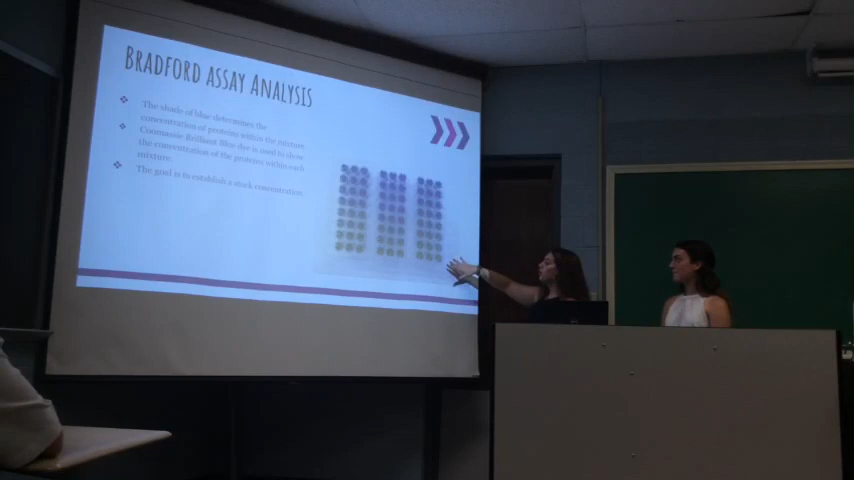 BRADFORD ASSAY ANALYSIS
The shade of blue determines the
concentration of proteins within the mixture.
Coomassie Brilliant Blue dye is used to show
the concentration of the proteins within each
mixture.
The goal is to establish a stock concentration.